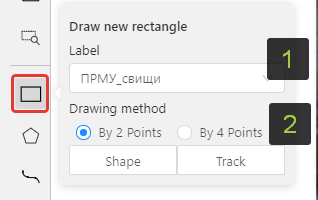 Draw new rectangle
Label
1
ПРМУ_свищи
Drawing method
2
By 2 Points By 4 Points
Shape Track